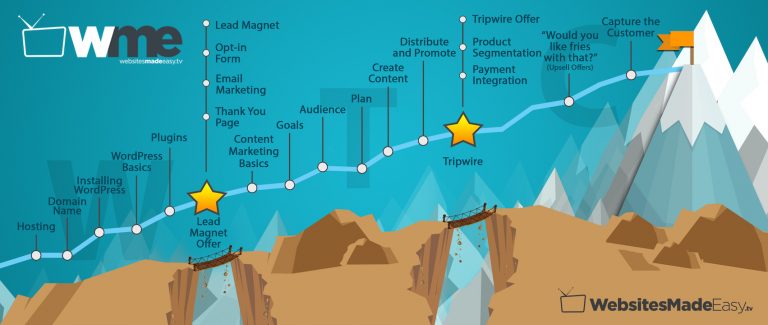 wme
websitesmadeeasy.tv
Lead Magnet
Opt-in
Form
Email
Marketing
Thank You
Page
Tripwire Offer
Product
Segmentation
Payment
Integration
Hosting
Domain
Name
Installing
WordPress
WordPress
Basics
Plugins
Lead
Magnet
Offer
Content
Marketing
Basics
Goals
Audience
Plan
Create
Content
Distribute
and Promote
Tripwire
“Would you
like fries
with that?”
(Upsell Offers)
Capture the
Customer
W
T
C
WebsitesMadeEasy.tv